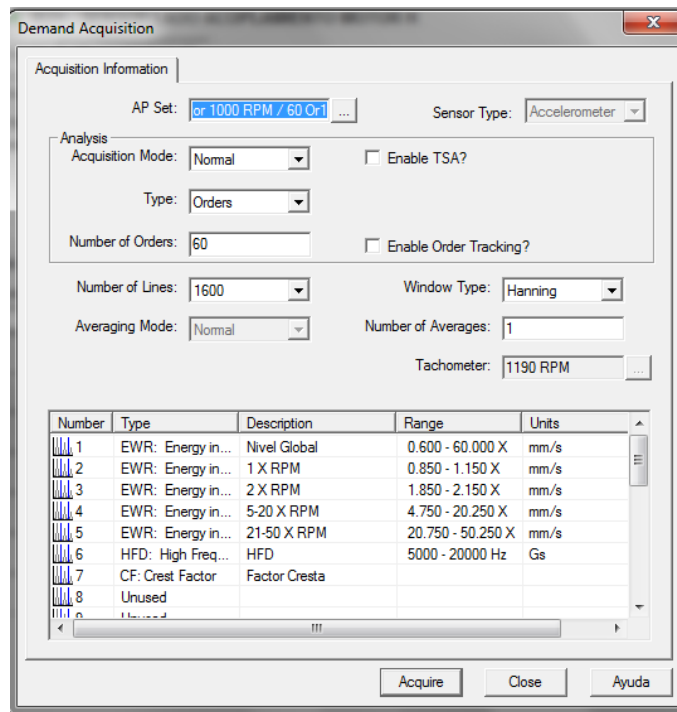 Demand Acquisition
Acquisition Information
AP Set: or 1000 RPM / 60 Or1 ... Sensor Type: Accelerometer
Analysis
Acquisition Mode: Normal Enable TSA?
Type: Orders
Number of Orders: 60 Enable Order Tracking?
Number of Lines: 1600 Window Type: Hanning
Averaging Mode: Normal Number of Averages: 1
Tachometer: 1190 RPM ...
Number Type Description Range Units
1 EWR: Energy in... Nivel Global 0.600 - 60.000 X mm/s
2 EWR: Energy in... 1 X RPM 0.850 - 1.150 X mm/s
3 EWR: Energy in... 2 X RPM 1.850 - 2.150 X mm/s
4 EWR: Energy in... 5-20 X RPM 4.750 - 20.250 X mm/s
5 EWR: Energy in... 21-50 X RPM 20.750 - 50.250 X mm/s
6 HFD: High Freq... HFD 5000 - 20000 Hz Gs
7 CF: Crest Factor Factor Cresta
8 Unused
Acquire Close Ayuda